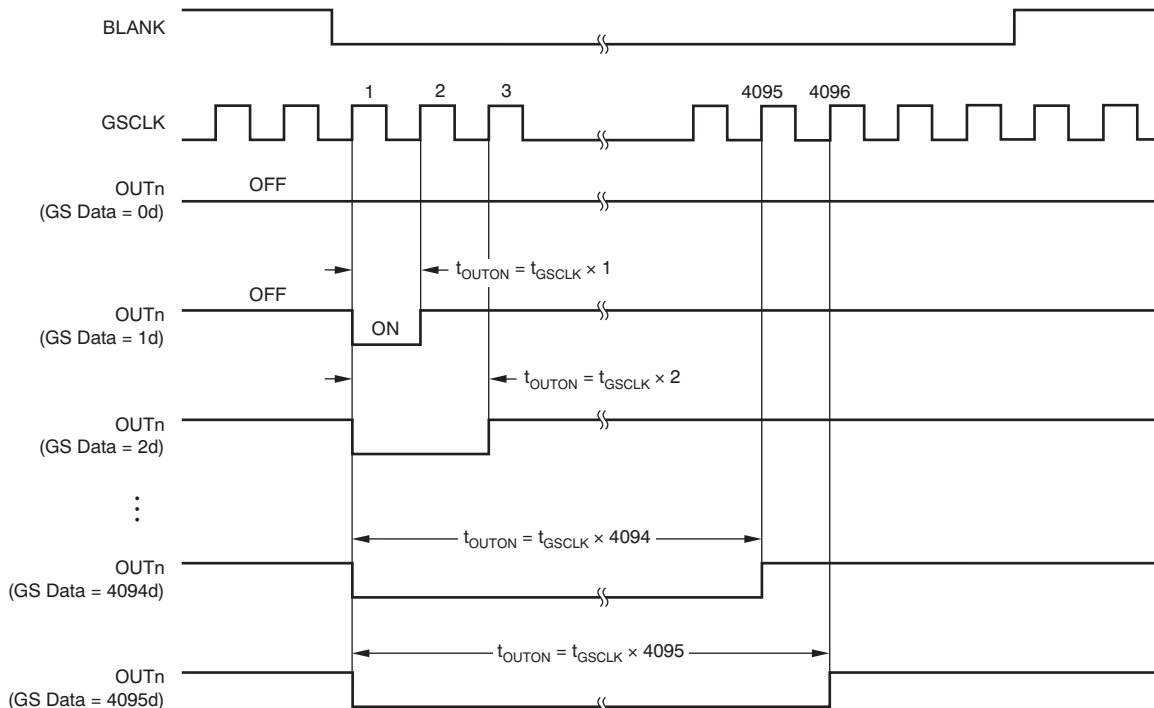 BLANK
1 2 3 4095 4096
GSCLK
OFF
OUTn
(GS Data = 0d)
tOUTON = tGSCLK × 1
OFF
OUTn
(GS Data = 1d)
ON
tOUTON = tGSCLK × 2
OUTn
(GS Data = 2d)
tOUTON = tGSCLK × 4094
OUTn
(GS Data = 4094d)
tOUTON = tGSCLK × 4095
OUTn
(GS Data = 4095d)